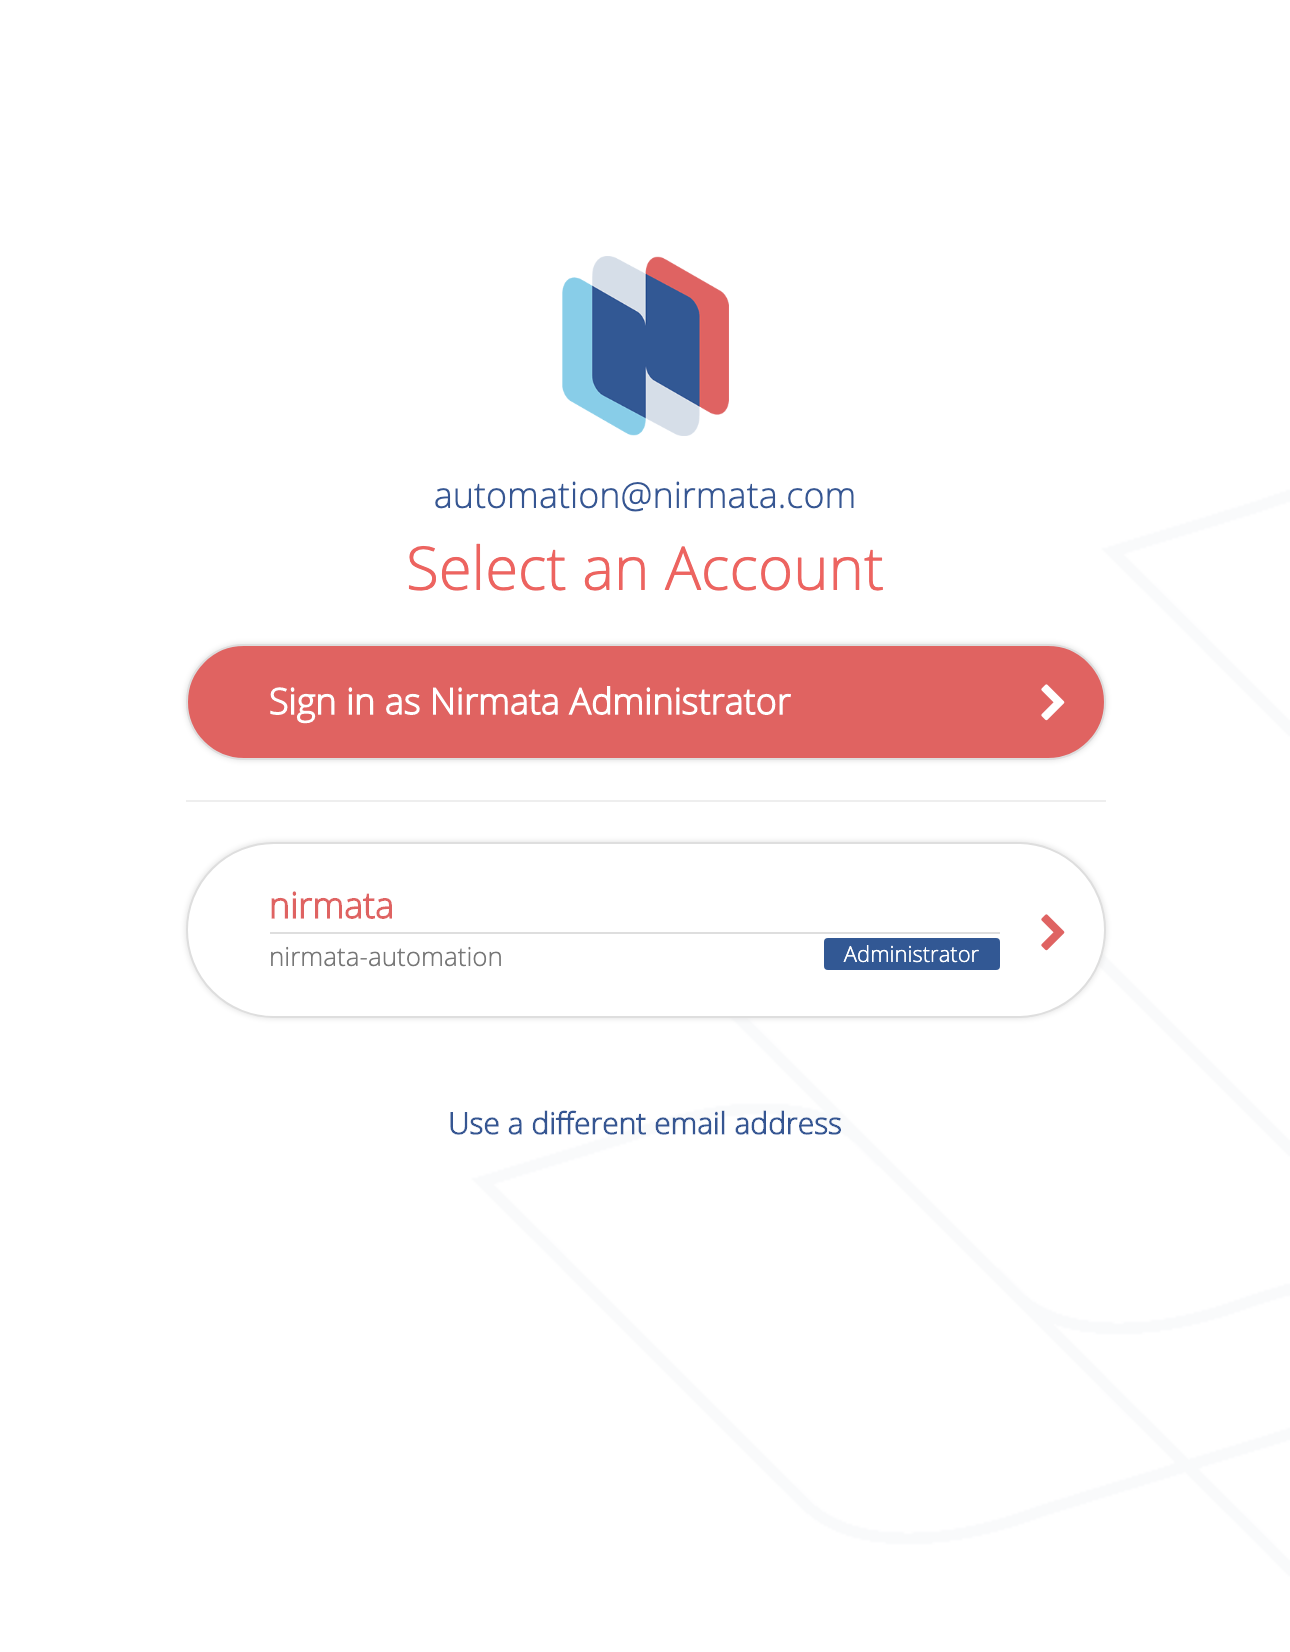 automation@nirmata.com
Select an Account
Sign in as Nirmata Administrator
nirmata
nirmata-automation
Administrator
Use a different email address